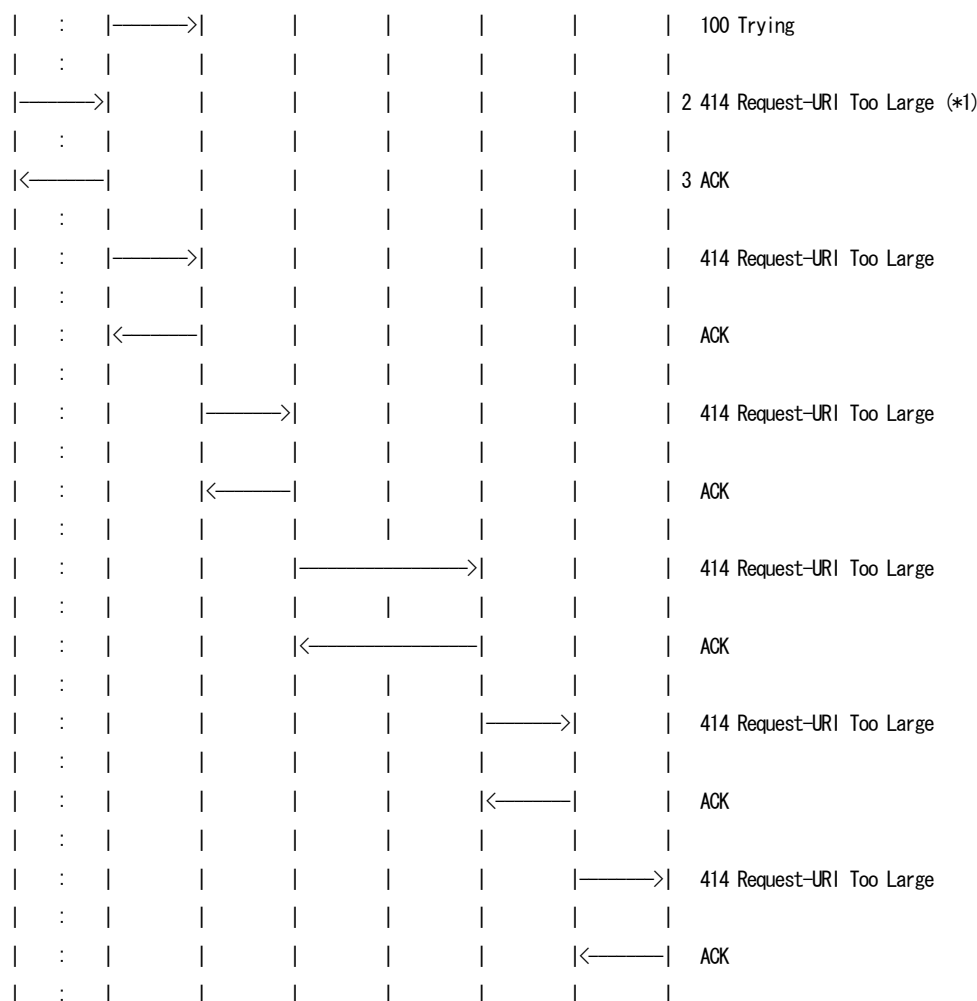 100 Trying
2 414 Request-URI Too Large (*1)
3 ACK
414 Request-URI Too Large
ACK
414 Request-URI Too Large
ACK
414 Request-URI Too Large
ACK
414 Request-URI Too Large
ACK
414 Request-URI Too Large
ACK